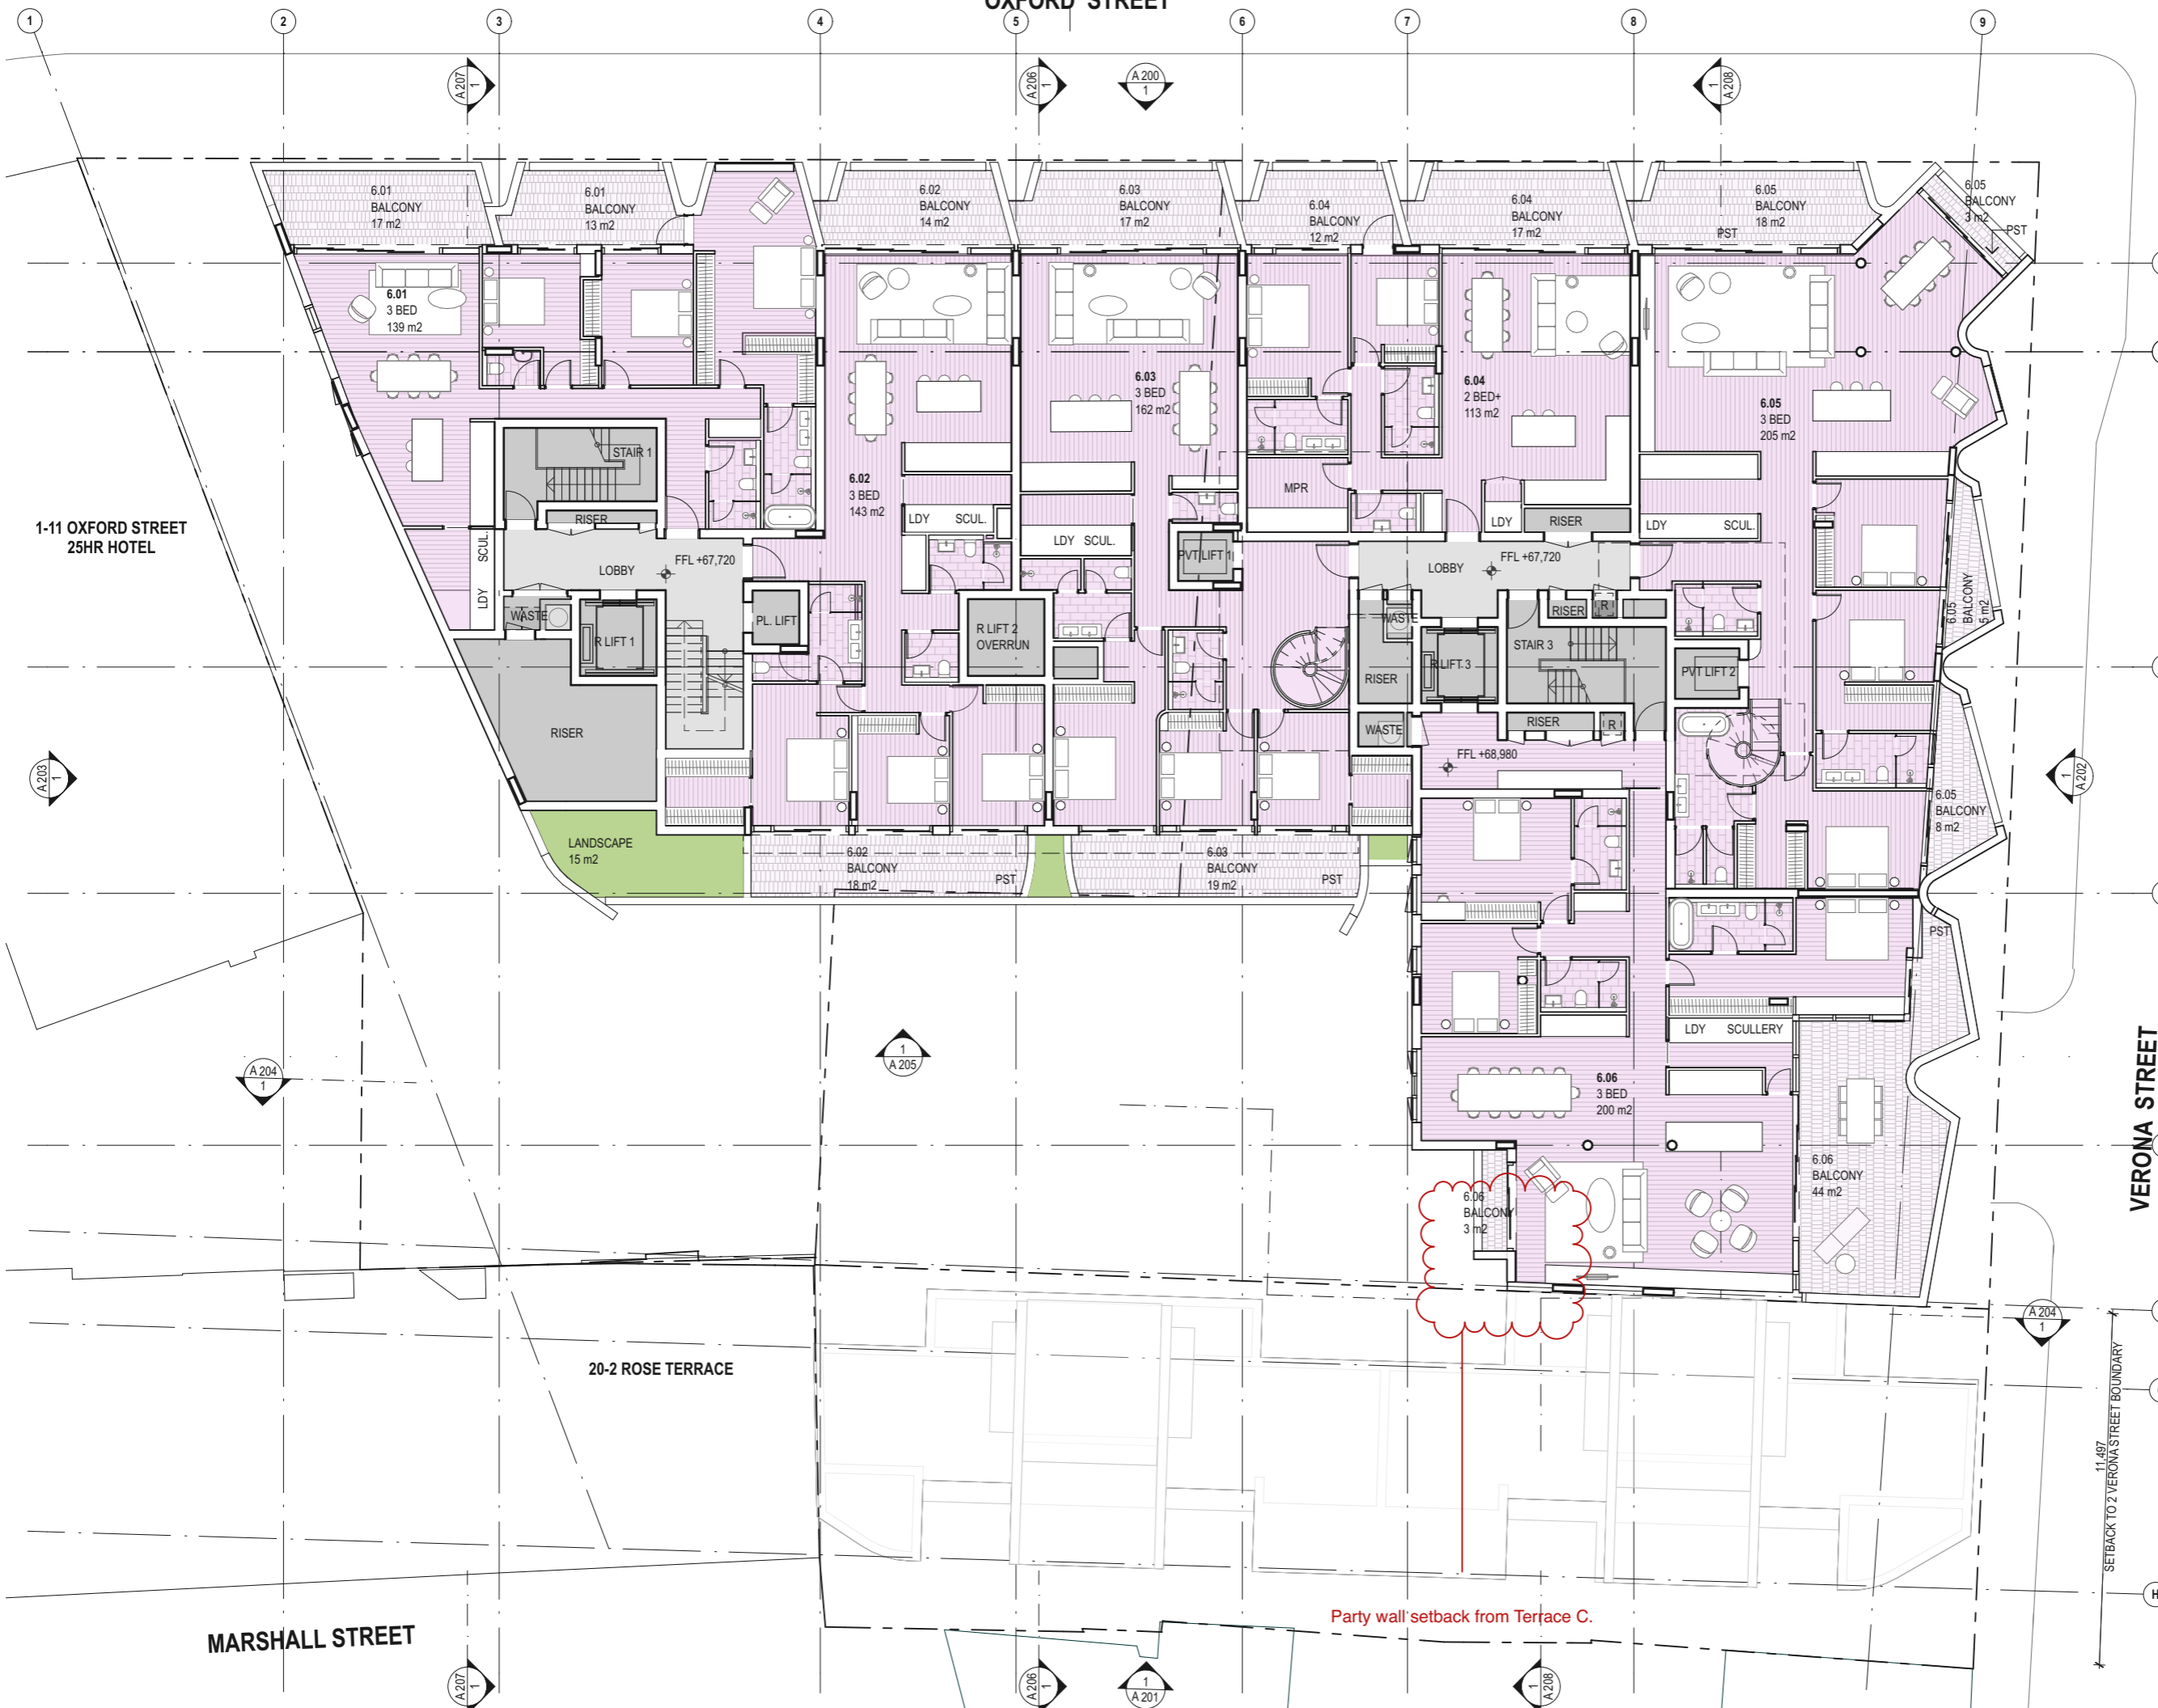 OXFORD STREET
1
2
3
4
5
6
7
8
9
A 207
1
A 206
1
A 200
1
1
A 208
6.01
BALCONY
17 m2
6.01
BALCONY
13 m2
6.02
BALCONY
14 m2
6.03
BALCONY
17 m2
6.04
BALCONY
12 m2
6.04
BALCONY
17 m2
6.05
BALCONY
18 m2
PST
6.05
BALCONY
3 m2
PST
6.01
3 BED
139 m2
6.02
3 BED
143 m2
6.03
3 BED
162 m2
6.04
2 BED+
113 m2
6.05
3 BED
205 m2
STAIR 1
RISER
LOBBY
FFL +67,720
LDY
SCUL.
WASTE
R LIFT 1
PL. LIFT
RISER
LDY SCUL.
R LIFT 2
OVERRUN
LDY SCUL.
PVT LIFT 1
MPR
LDY
RISER
LOBBY
FFL +67,720
WASTE
RISER
R
R LIFT 3
STAIR 3
RISER
WASTE
RISER
R
FFL +68,980
LDY SCUL.
PVT LIFT 2
6.05
BALCONY
5 m2
6.05
BALCONY
8 m2
1-11 OXFORD STREET
25HR HOTEL
A 203
1
1
A 202
LANDSCAPE
15 m2
6.02
BALCONY
18 m2
PST
6.03
BALCONY
19 m2
PST
PST
LDY SCULLERY
6.06
3 BED
200 m2
6.06
BALCONY
44 m2
6.06
BALCONY
3 m2
A 204
1
1
A 205
VERONA STREET
A 204
1
20-2 ROSE TERRACE
11,497
SETBACK TO 2 VERONA STREET BOUNDARY
H
Party wall setback from Terrace C.
MARSHALL STREET
A 207
1
A 206
1
1
A 201
1
A 208